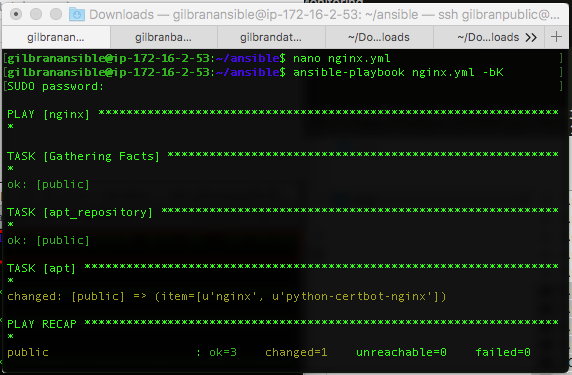 Monitoring
Downloads — gilbranansible@ip-172-16-2-53: ~/ansible — ssh gilbranpublic@...
gilbranan... gilbranba... gilbrandat... ~/Do...loads ~/Do...loads >> +
[gilbranansible@ip-172-16-2-53:~/ansible$ nano nginx.yml ]
[gilbranansible@ip-172-16-2-53:~/ansible$ ansible-playbook nginx.yml -bK ]
[SUDO password: ]
PLAY [nginx] ******************************************************************
*
TASK [Gathering Facts] ********************************************************
*
ok: [public]
TASK [apt_repository] *********************************************************
*
ok: [public]
TASK [apt] ********************************************************************
*
changed: [public] => (item=[u'nginx', u'python-certbot-nginx'])
PLAY RECAP ********************************************************************
*
public : ok=3 changed=1 unreachable=0 failed=0